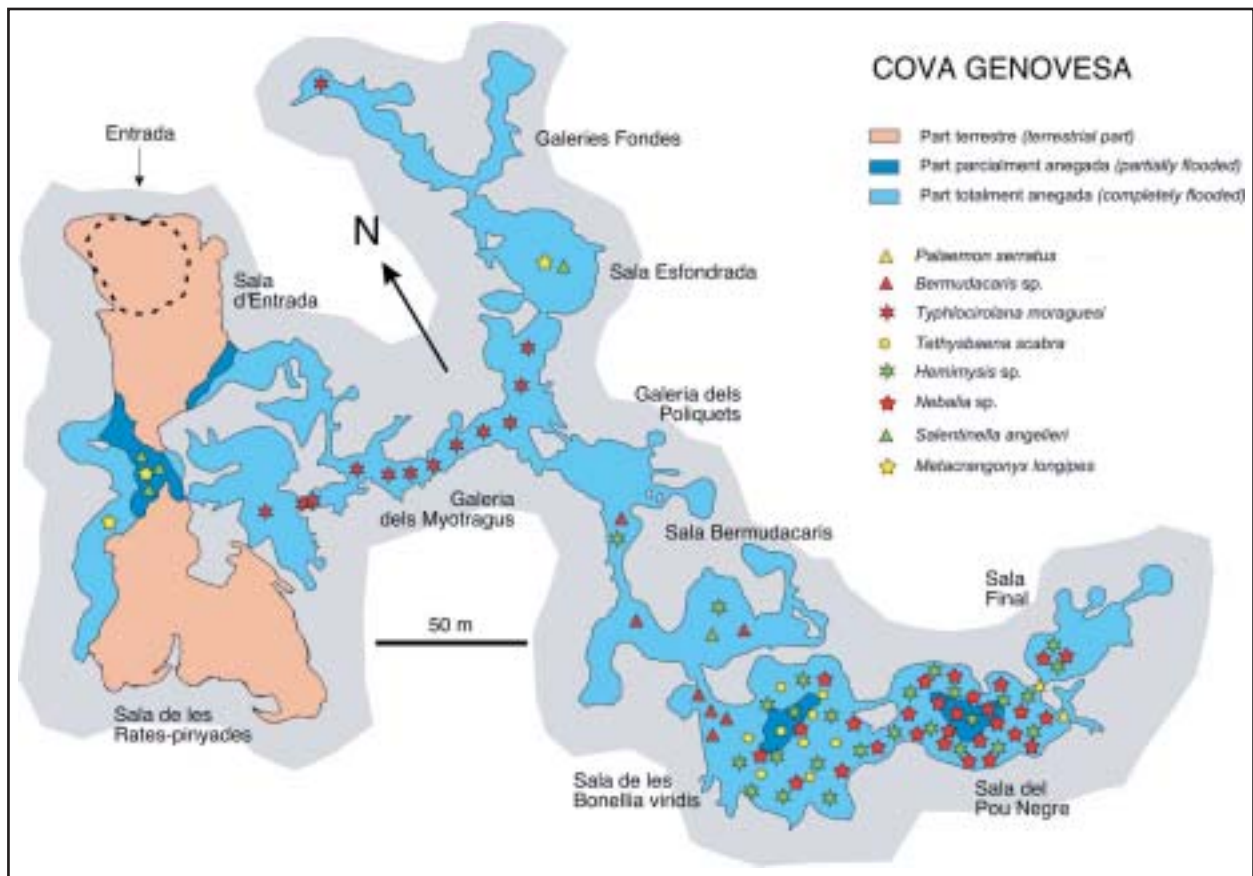 COVA GENOVESA
Entrada
Galeries Fondes
Part terrestre (terrestrial part)
Part parcialment anegada (partially flooded)
Part totalment anegada (completely flooded)
N
Sala
d'Entrada
Sala Esfondrada
Palaemon serratus
Bermudacaris sp.
Typhlocirolana moraguesi
Tethysbaena scabra
Hemimysis sp.
Nebalia sp.
Salentinella angelieri
Metacrangonyx longipes
Galeria dels
Poliquets
Galeria
dels Myotragus
Sala Bermudacaris
Sala
Final
50 m
Sala de les
Rates-pinyades
Sala de les
Bonellia viridis
Sala del
Pou Negre